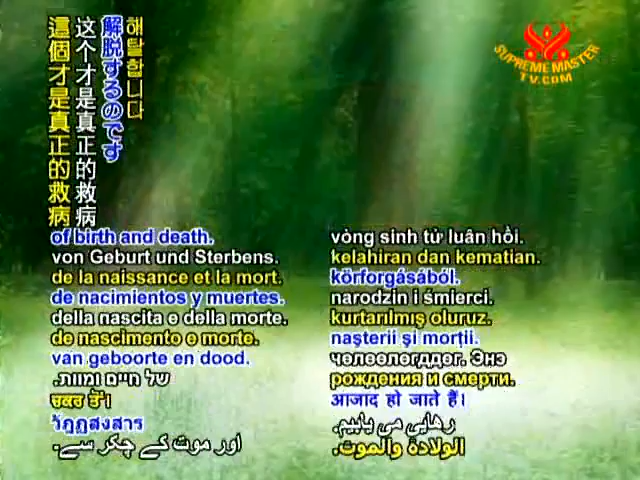 해탈합니다
解脱するのです
这个才是真正的救病
這個才是真正的救病
SUPREME MASTER
TV.COM
of birth and death.
von Geburt und Sterbens.
de la naissance et la mort.
de nacimientos y muertes.
della nascita e della morte.
de nascimento e morte.
van geboorte en dood.
של חיים ומוות.
ਚਕਰ ਤੋਂ।
วัฏฏสงสาร
اور موت کے چکر سے۔
vòng sinh tử luân hồi.
kelahiran dan kematian.
körforgásából.
narodzin i śmierci.
kurtarılmış oluruz.
naşterii şi morţii.
чөлөөлөгддөг. Энэ
рождения и смерти.
आजाद हो जाते हैं।
رهایی می یابیم.
الولادة والموت.